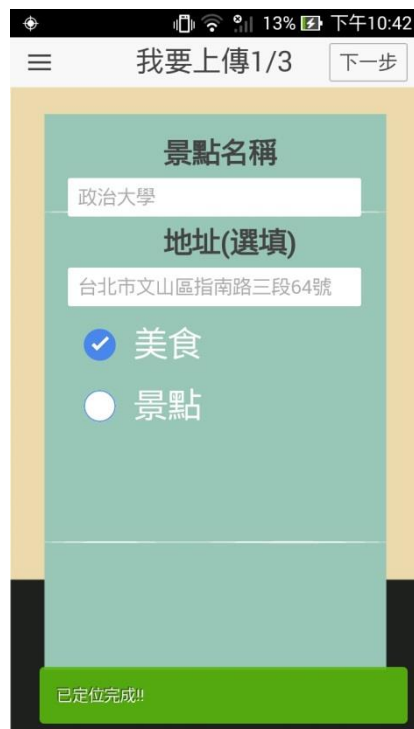 13% 下午10:42
我要上傳1/3 下一步
景點名稱
政治大學
地址(選填)
台北市文山區指南路三段64號
美食
景點
已定位完成!!